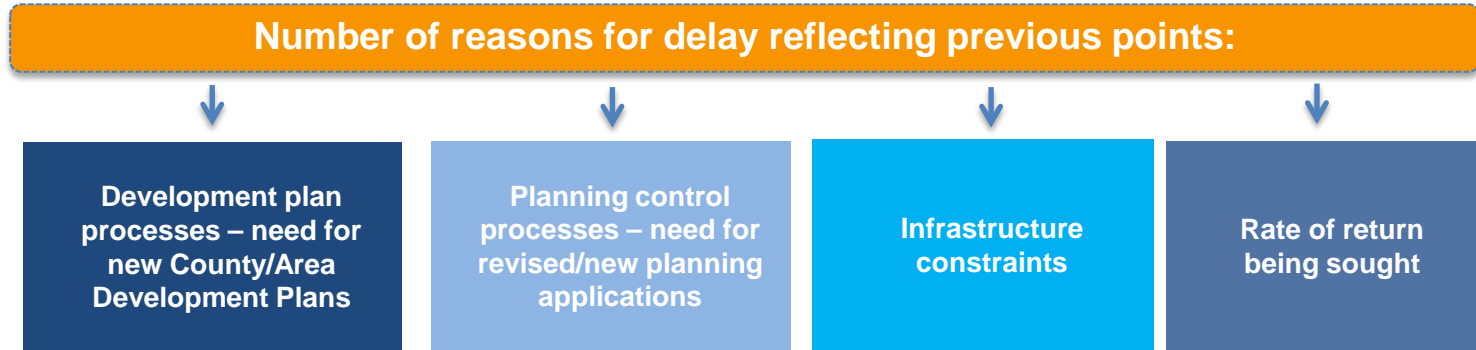 Number of reasons for delay reflecting previous points:
Development plan
processes – need for
new County/Area
Development Plans
Planning control
processes – need for
revised/new planning
applications
Infrastructure
constraints
Rate of return
being sought